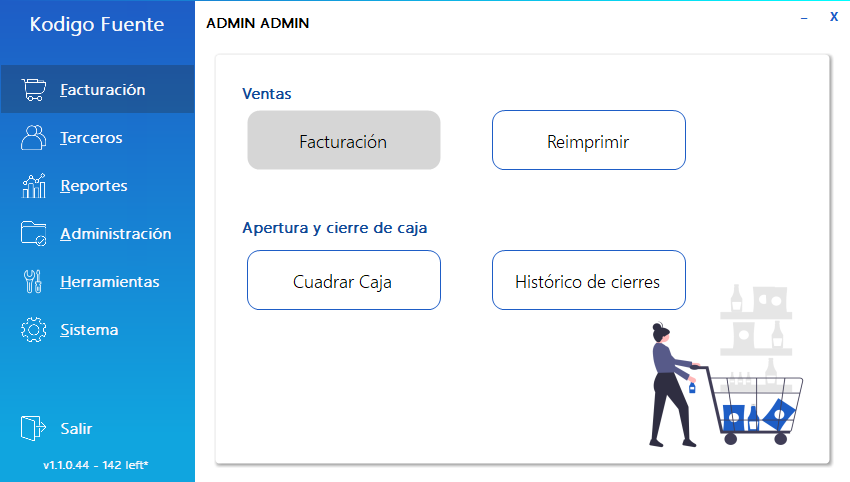 Kodigo Fuente
ADMIN ADMIN
– X
Facturación
Terceros
Reportes
Administración
Herramientas
Sistema
Salir
v1.1.0.44 - 142 left*
Ventas
Facturación
Reimprimir
Apertura y cierre de caja
Cuadrar Caja
Histórico de cierres